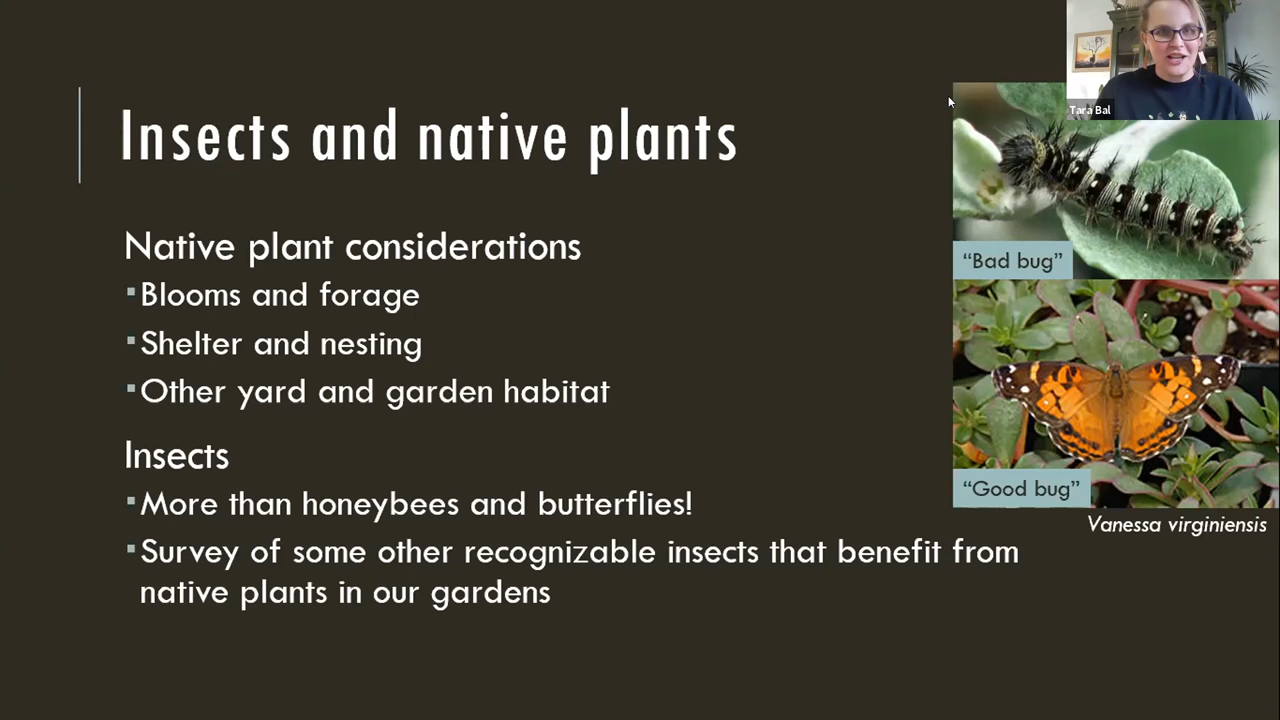 Tara Bal
Insects and native plants
Native plant considerations
▪Blooms and forage
▪Shelter and nesting
▪Other yard and garden habitat
Insects
▪More than honeybees and butterflies!
▪Survey of some other recognizable insects that benefit from
native plants in our gardens
“Bad bug”
“Good bug”
Vanessa virginiensis